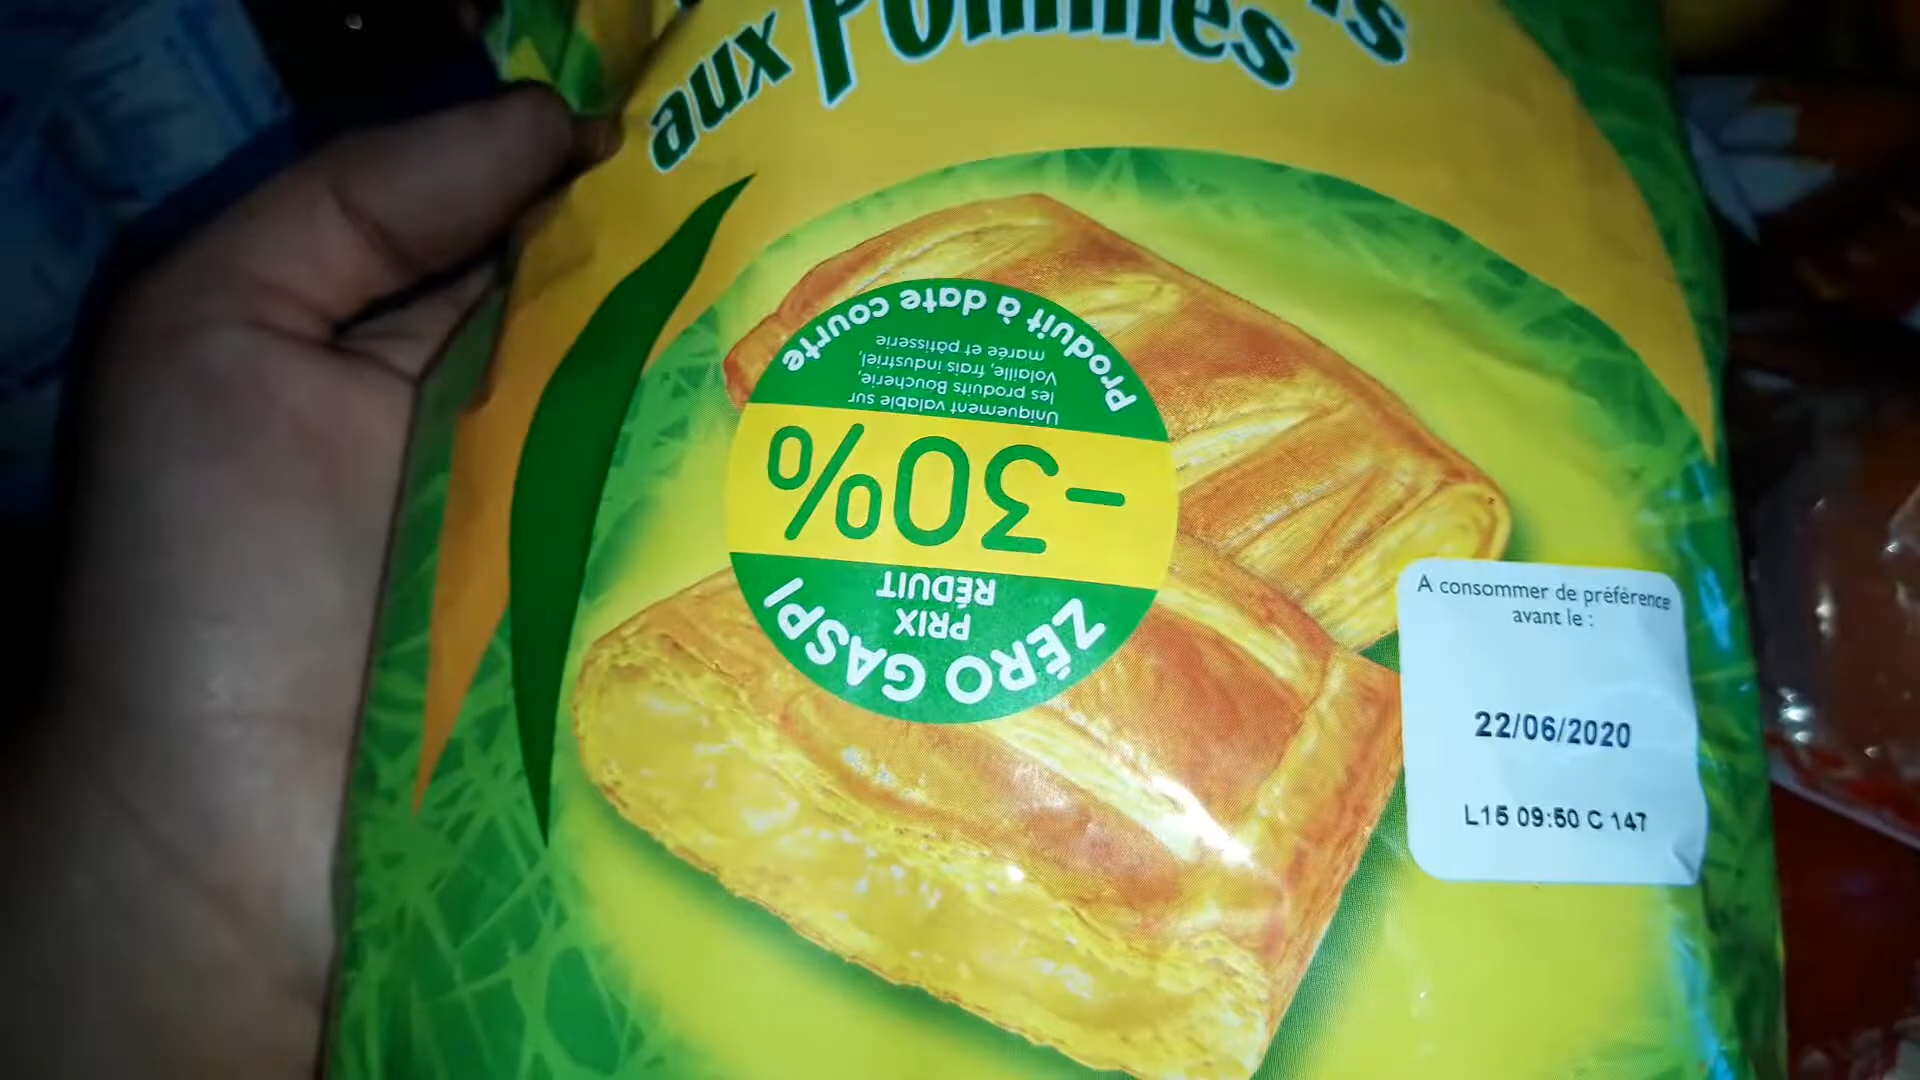 aux Pommes
Produit à date courte
Uniquement valable sur
les produits Boucherie,
Volaille, frais industriel,
marée et pâtisserie
-30%
PRIX
RÉDUIT
ZÉRO GASPI
A consommer de préférence
avant le :
22/06/2020
L15 09:50 C 147